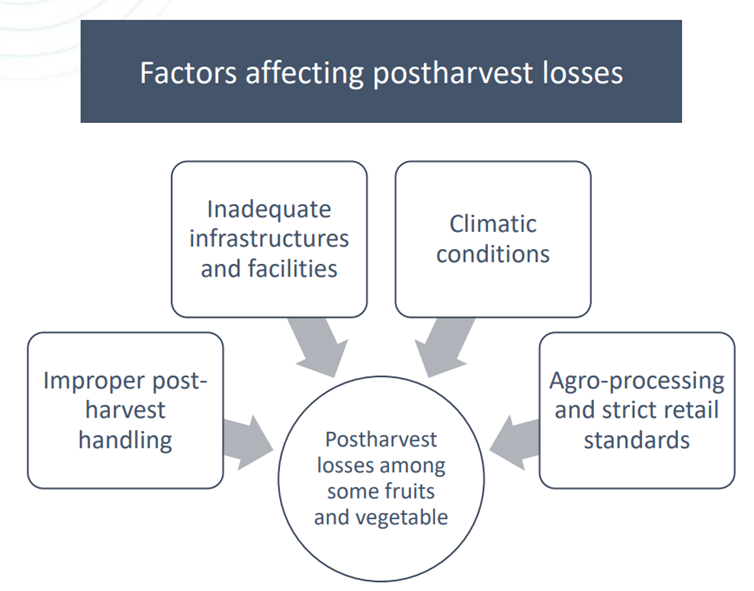 Factors affecting postharvest losses
Inadequate
infrastructures
and facilities
Climatic
conditions
Improper post-
harvest
handling
Agro-processing
and strict retail
standards
Postharvest
losses among
some fruits
and vegetable